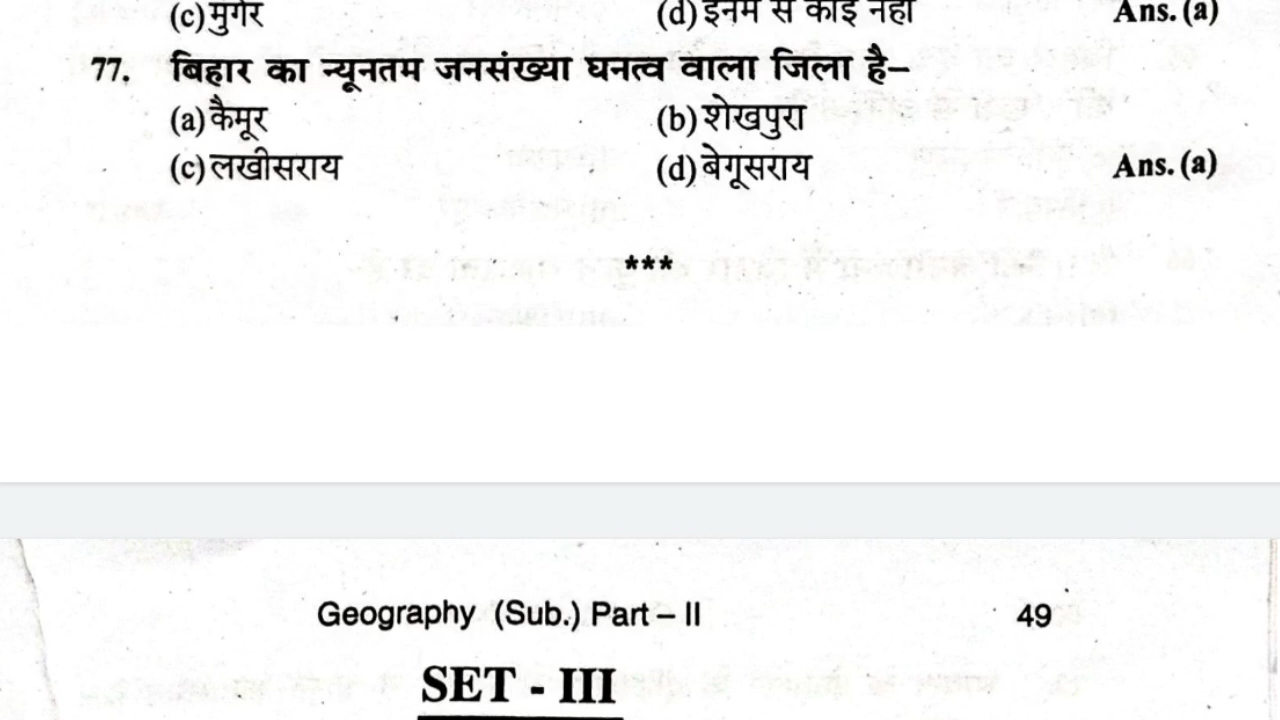 (c) मुंगेर (d) इनमें से कोई नहीं Ans. (a)
77. बिहार का न्यूनतम जनसंख्या घनत्व वाला जिला है–
(a) कैमूर (b) शेखपुरा
(c) लखीसराय (d) बेगूसराय Ans. (a)
***
Geography (Sub.) Part – II 49
SET - III